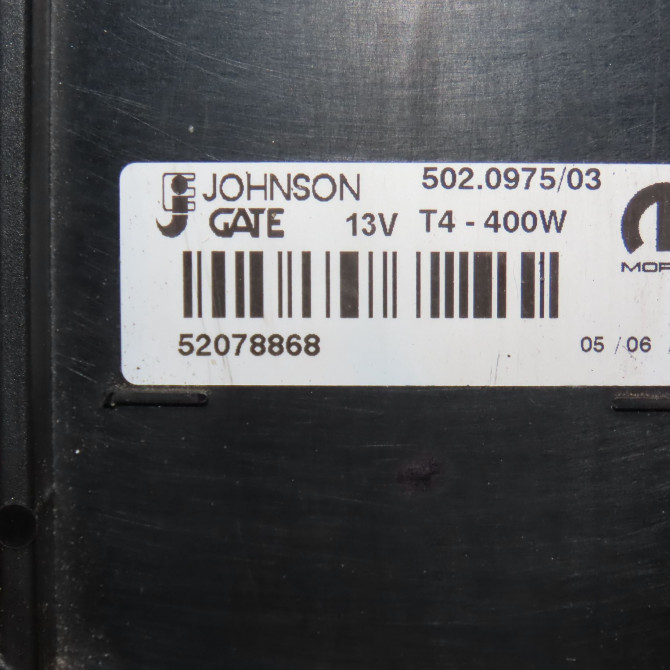 JOHNSON 502.0975/03
GATE 13V T4 - 400W
52078868
05 / 06 /